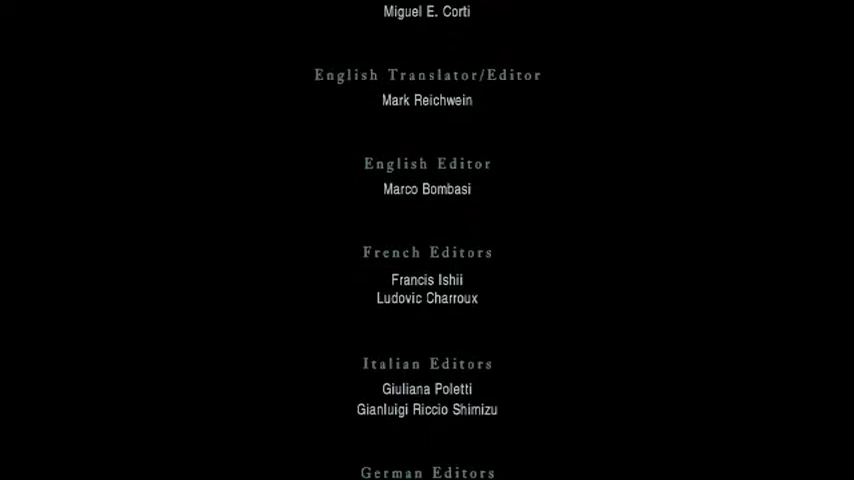 Miguel E. Corti
English Translator/Editor
Mark Reichwein
English Editor
Marco Bombasi
French Editors
Francis Ishii
Ludovic Charroux
Italian Editors
Giuliana Poletti
Gianluigi Riccio Shimizu
German Editors